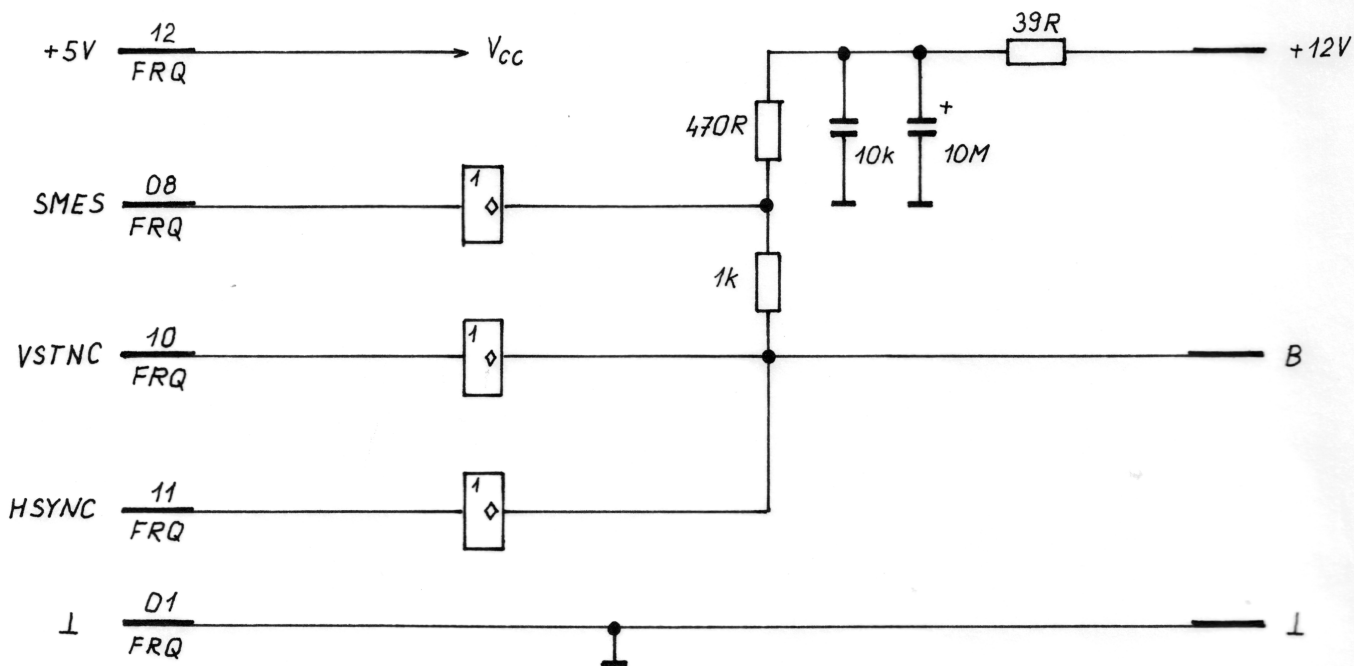 +5V 12 FRQ VCC
39R +12V
470R 10k + 10M
SMES 08 FRQ 1
1k
VSTNC 10 FRQ 1 B
HSYNC 11 FRQ 1
⊥ 01 FRQ ⊥